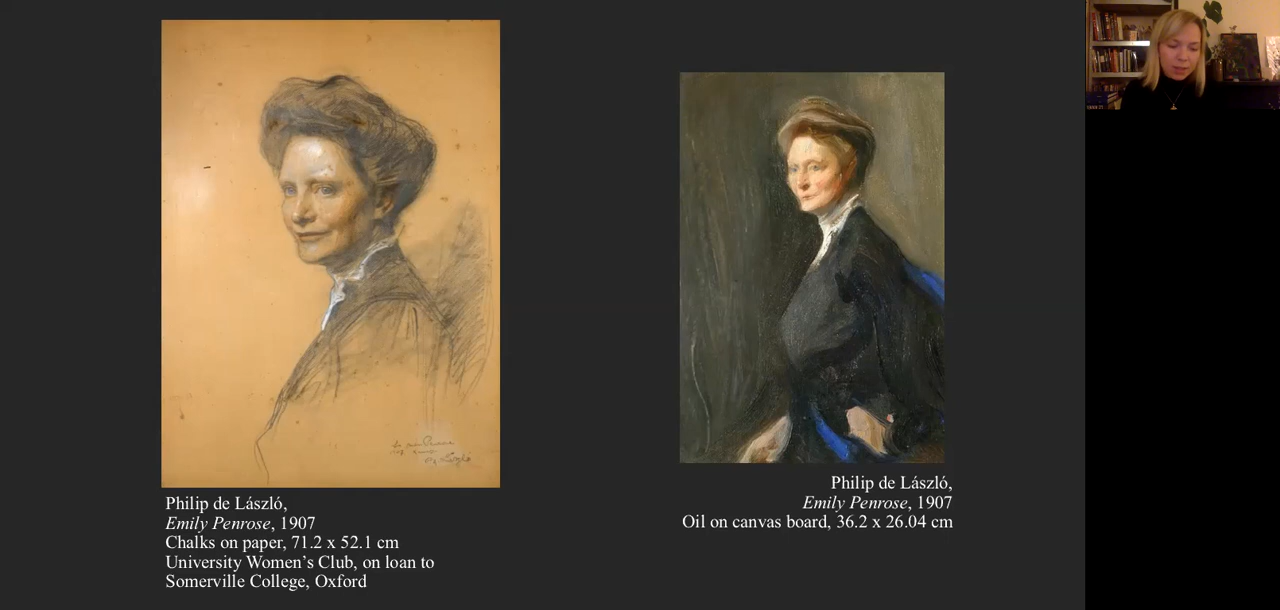 Philip de László,
Emily Penrose, 1907
Chalks on paper, 71.2 x 52.1 cm
University Women's Club, on loan to
Somerville College, Oxford
Philip de László,
Emily Penrose, 1907
Oil on canvas board, 36.2 x 26.04 cm